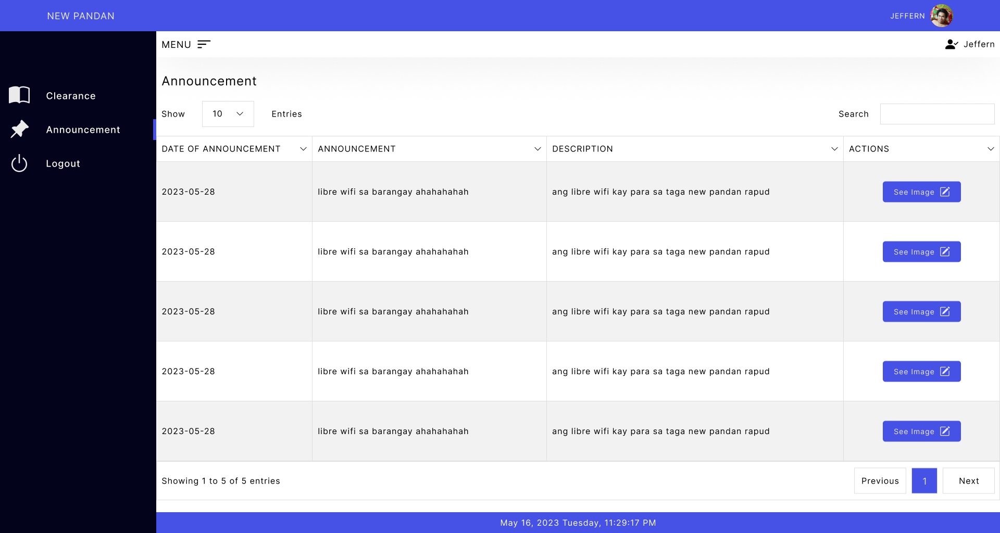 NEW PANDAN
JEFFERN
MENU
Jeffern
Clearance
Announcement
Logout
Announcement
Show 10 Entries
Search
DATE OF ANNOUNCEMENT ANNOUNCEMENT DESCRIPTION ACTIONS
2023-05-28 libre wifi sa barangay ahahahahah ang libre wifi kay para sa taga new pandan rapud See Image
2023-05-28 libre wifi sa barangay ahahahahah ang libre wifi kay para sa taga new pandan rapud See Image
2023-05-28 libre wifi sa barangay ahahahahah ang libre wifi kay para sa taga new pandan rapud See Image
2023-05-28 libre wifi sa barangay ahahahahah ang libre wifi kay para sa taga new pandan rapud See Image
2023-05-28 libre wifi sa barangay ahahahahah ang libre wifi kay para sa taga new pandan rapud See Image
Showing 1 to 5 of 5 entries
Previous 1 Next
May 16, 2023 Tuesday, 11:29:17 PM